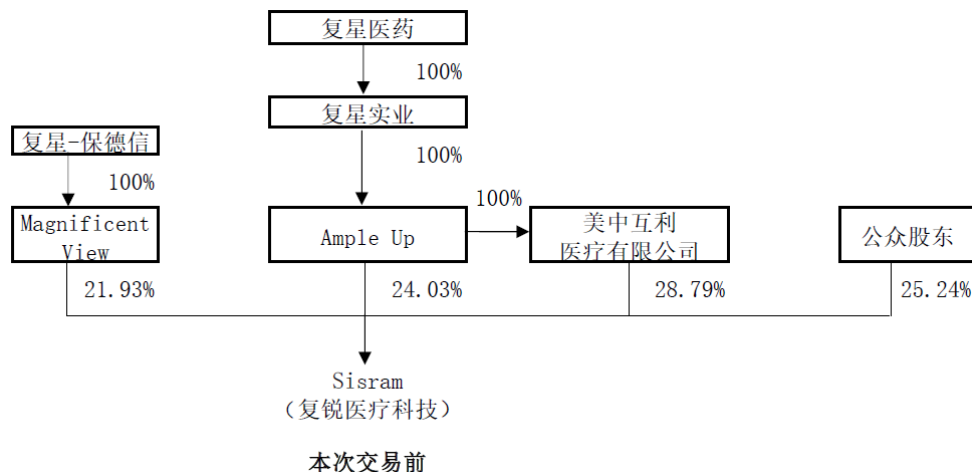 复星医药
100%
复星实业
复星-保德信
100%
100%
100%
Magnificent
View
Ample Up
美中互利
医疗有限公司
公众股东
21.93%
24.03%
28.79%
25.24%
Sisram
（复锐医疗科技）
本次交易前